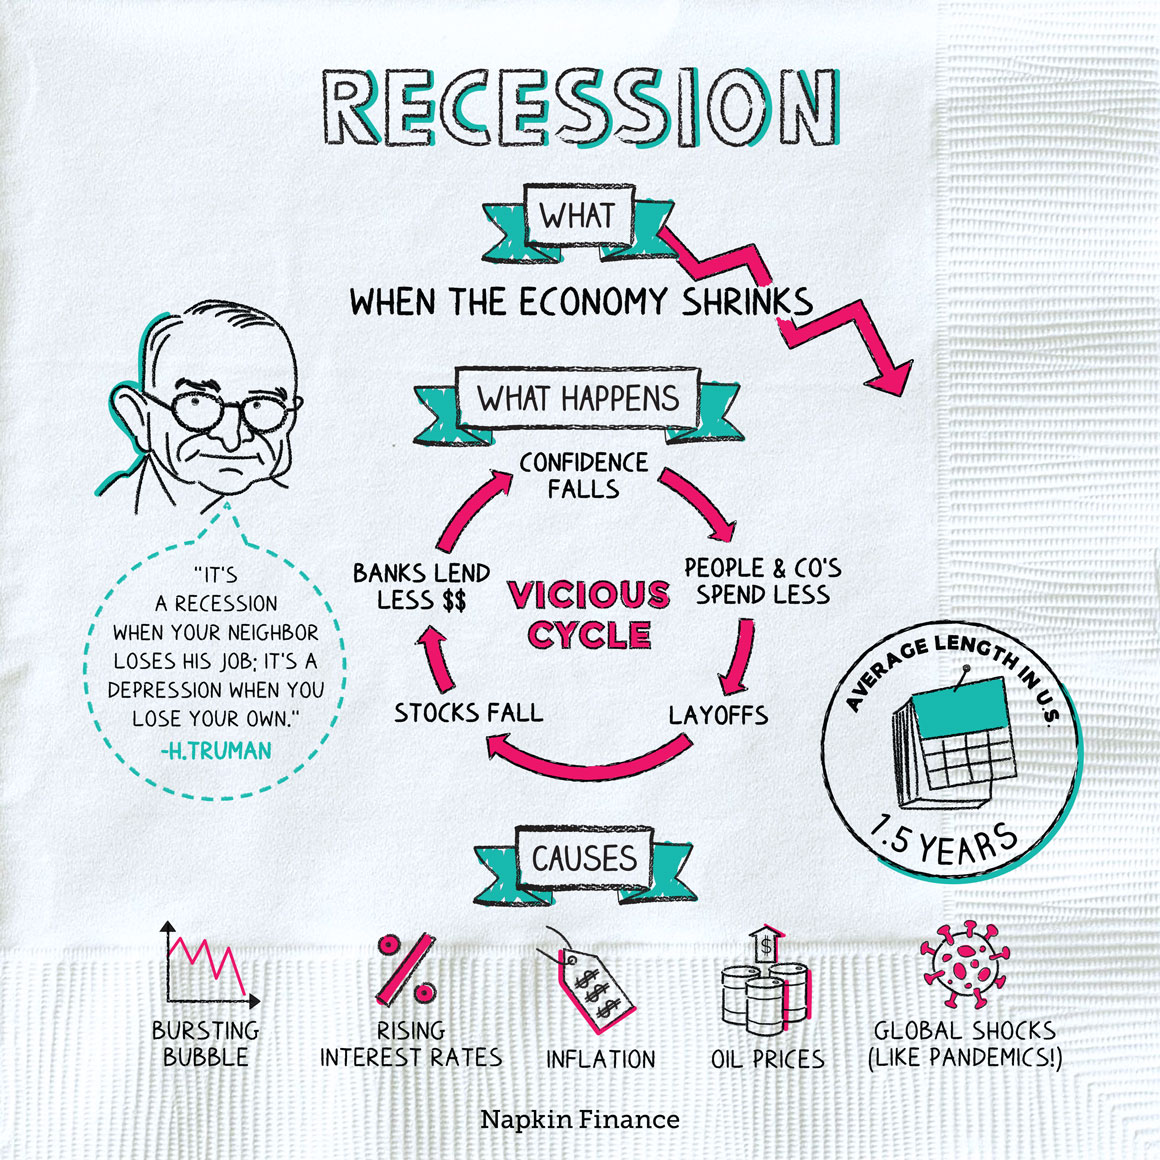 RECESSION
WHAT
WHEN THE ECONOMY SHRINKS
WHAT HAPPENS
CONFIDENCE
FALLS
PEOPLE & CO'S
SPEND LESS
LAYOFFS
STOCKS FALL
BANKS LEND
LESS $$
VICIOUS
CYCLE
"IT'S
A RECESSION
WHEN YOUR NEIGHBOR
LOSES HIS JOB; IT'S A
DEPRESSION WHEN YOU
LOSE YOUR OWN."
-H.TRUMAN
AVERAGE LENGTH IN U.S.
1.5 YEARS
CAUSES
BURSTING
BUBBLE
%
RISING
INTEREST RATES
$$$
INFLATION
$
OIL PRICES
GLOBAL SHOCKS
(LIKE PANDEMICS!)
Napkin Finance